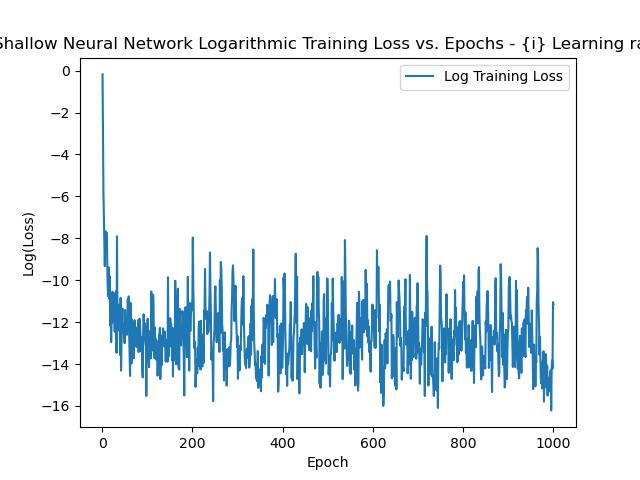 Shallow Neural Network Logarithmic Training Loss vs. Epochs - {i} Learning ra
Log Training Loss
Log(Loss)
0
−2
−4
−6
−8
−10
−12
−14
−16
0 200 400 600 800 1000
Epoch